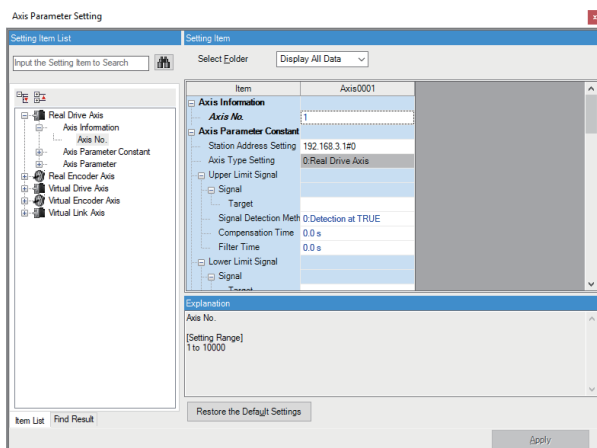 Axis Parameter Setting
x
Setting Item List
Input the Setting Item to Search
Real Drive Axis
Axis Information
Axis No.
Axis Parameter Constant
Axis Parameter
Real Encoder Axis
Virtual Drive Axis
Virtual Encoder Axis
Virtual Link Axis
Item List Find Result
Setting Item
Select Folder Display All Data
Item Axis0001
Axis Information
Axis No. 1
Axis Parameter Constant
Station Address Setting 192.168.3.1#0
Axis Type Setting 0:Real Drive Axis
Upper Limit Signal
Signal
Target
Signal Detection Meth 0:Detection at TRUE
Compensation Time 0.0 s
Filter Time 0.0 s
Lower Limit Signal
Signal
Target
Explanation
Axis No.
[Setting Range]
1 to 10000
Restore the Default Settings
Apply